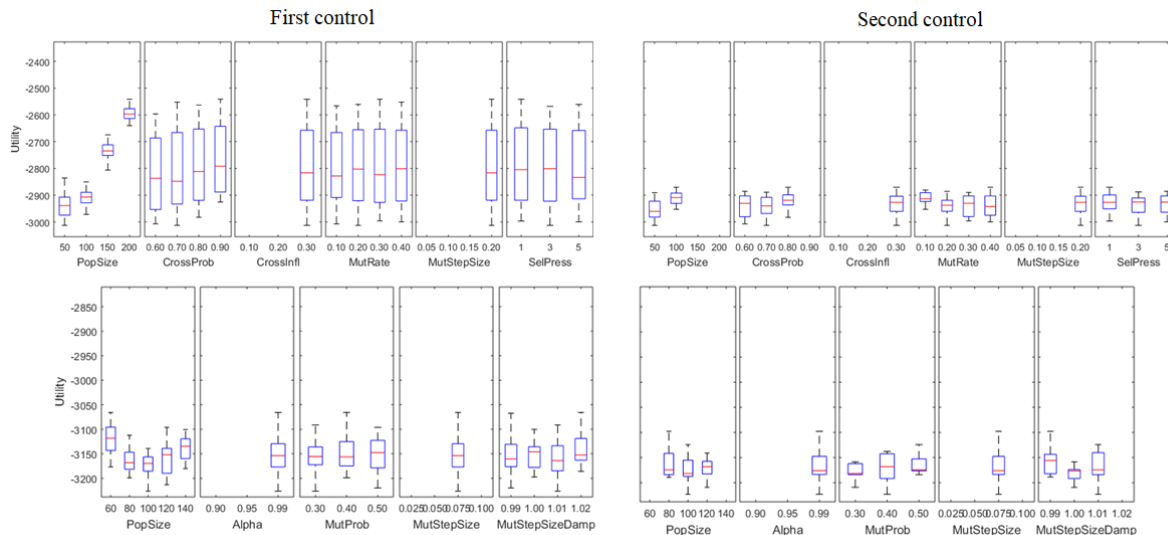 First control
Second control
-2400
-2500
-2600
-2700
-2800
-2900
-3000
Utility
50 100 150 200 0.60 0.70 0.80 0.90 0.10 0.20 0.30 0.10 0.20 0.30 0.40 0.05 0.10 0.15 0.20 1 3 5
PopSize CrossProb CrossInfl MutRate MutStepSize SelPress
50 100 150 200 0.60 0.70 0.80 0.90 0.10 0.20 0.30 0.10 0.20 0.30 0.40 0.05 0.10 0.15 0.20 1 3 5
PopSize CrossProb CrossInfl MutRate MutStepSize SelPress
-2850
-2900
-2950
-3000
-3050
-3100
-3150
-3200
Utility
60 80 100 120 140 0.90 0.95 0.99 0.30 0.40 0.50 0.025 0.050 0.075 0.100 0.99 1.00 1.01 1.02
PopSize Alpha MutProb MutStepSize MutStepSizeDamp
60 80 100 120 140 0.90 0.95 0.99 0.30 0.40 0.50 0.025 0.050 0.075 0.100 0.99 1.00 1.01 1.02
PopSize Alpha MutProb MutStepSize MutStepSizeDamp